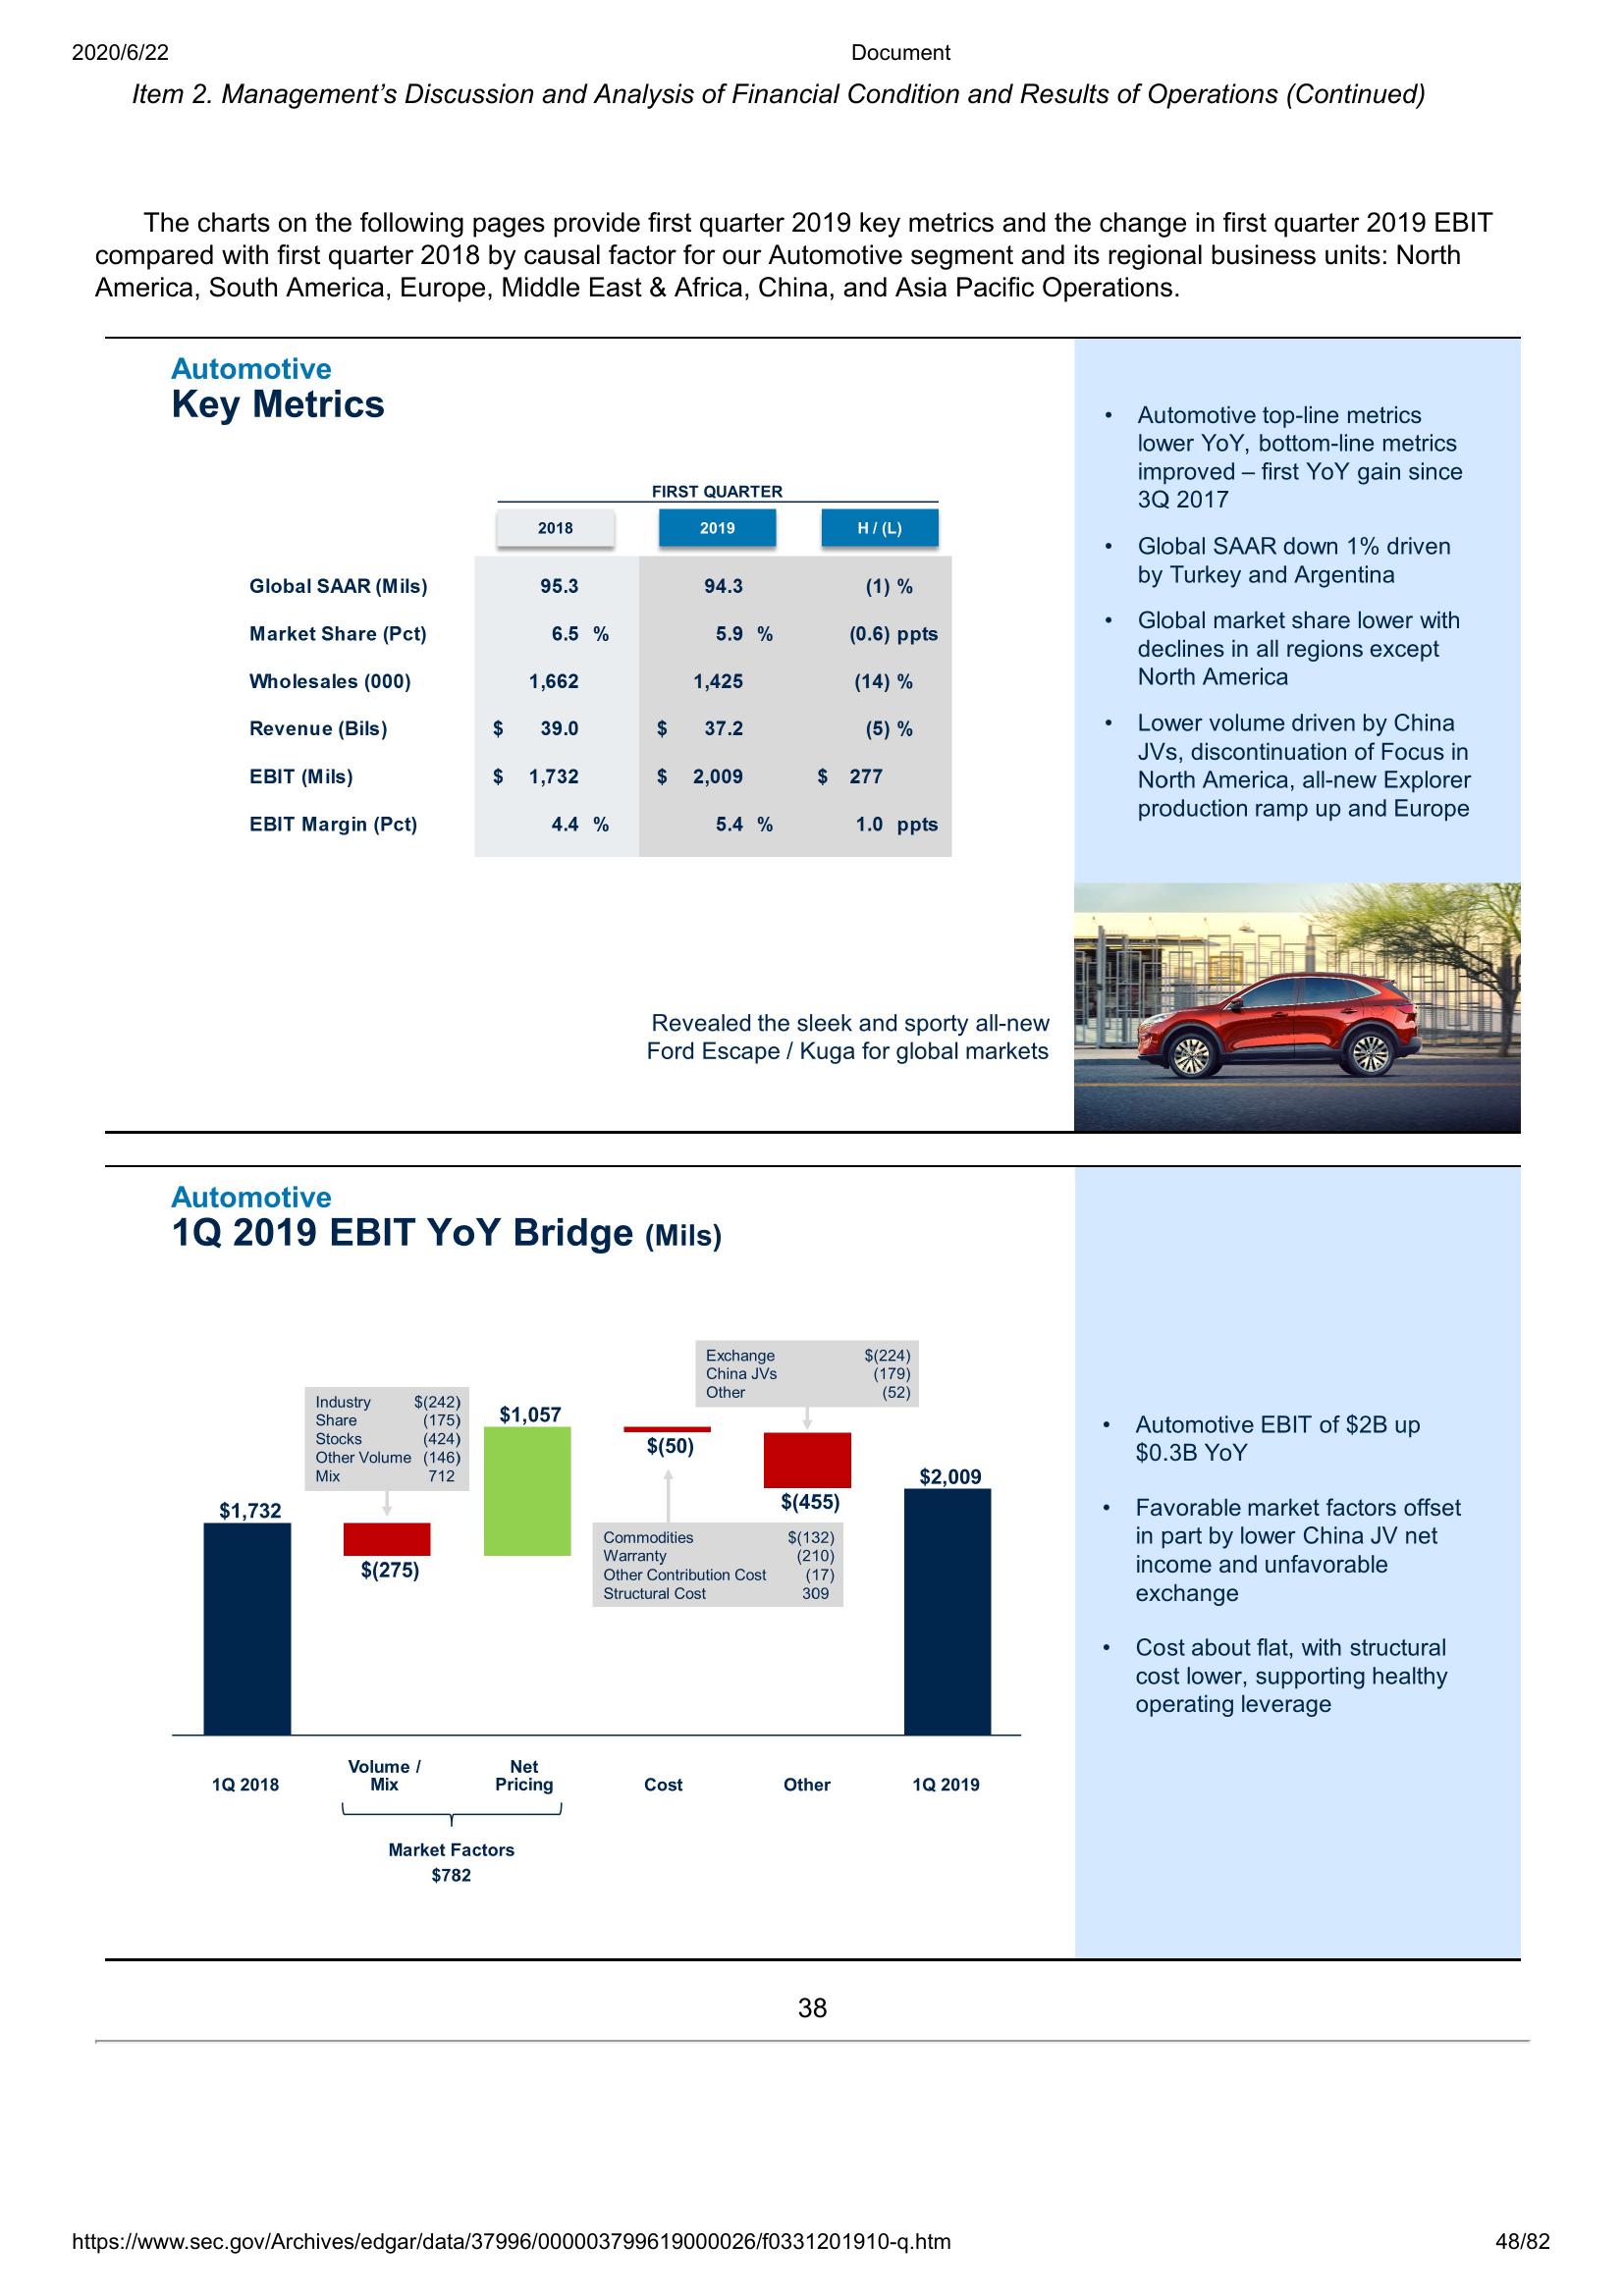 2020/6/22 Document
Item 2. Management’s Discussion and Analysis of Financial Condition and Results of Operations (Continued)
The charts on the following pages provide first quarter 2019 key metrics and the change in first quarter 2019 EBIT
compared with first quarter 2018 by causal factor for our Automotive segment and its regional business units: North
America, South America, Europe, Middle East & Africa, China, and Asia Pacific Operations.
Automotive
Key Metrics
FIRST QUARTER
2018 2019 H / (L)
Global SAAR (Mils) 95.3 94.3 (1) %
Market Share (Pct) 6.5 % 5.9 % (0.6) ppts
Wholesales (000) 1,662 1,425 (14) %
Revenue (Bils) $ 39.0 $ 37.2 (5) %
EBIT (Mils) $ 1,732 $ 2,009 $ 277
EBIT Margin (Pct) 4.4 % 5.4 % 1.0 ppts
• Automotive top-line metrics
lower YoY, bottom-line metrics
improved – first YoY gain since
3Q 2017
• Global SAAR down 1% driven
by Turkey and Argentina
• Global market share lower with
declines in all regions except
North America
• Lower volume driven by China
JVs, discontinuation of Focus in
North America, all-new Explorer
production ramp up and Europe
Revealed the sleek and sporty all-new
Ford Escape / Kuga for global markets
Automotive
1Q 2019 EBIT YoY Bridge (Mils)
$1,732
Industry $(242)
Share (175)
Stocks (424)
Other Volume (146)
Mix 712
$(275)
$1,057
$(50)
Commodities $(132)
Warranty (210)
Other Contribution Cost (17)
Structural Cost 309
Exchange $(224)
China JVs (179)
Other (52)
$(455)
$2,009
1Q 2018
Volume /
Mix
Net
Pricing
Cost
Other
1Q 2019
Market Factors
$782
• Automotive EBIT of $2B up
$0.3B YoY
• Favorable market factors offset
in part by lower China JV net
income and unfavorable
exchange
• Cost about flat, with structural
cost lower, supporting healthy
operating leverage
38
https://www.sec.gov/Archives/edgar/data/37996/000003799619000026/f0331201910-q.htm 48/82